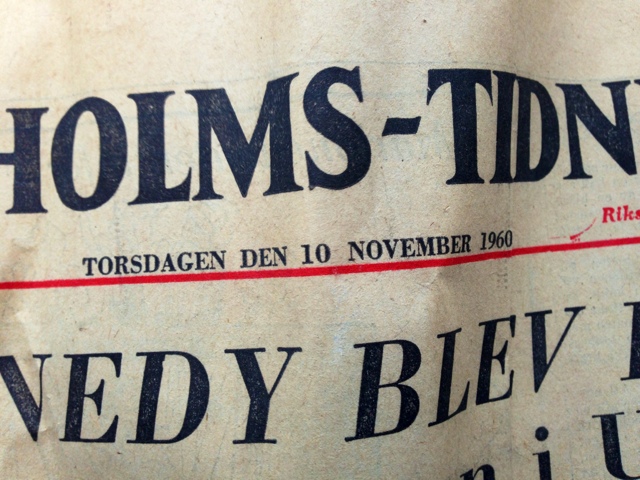 HOLMS-TIDN
TORSDAGEN DEN 10 NOVEMBER 1960
Riks
NEDY BLEV
n i U